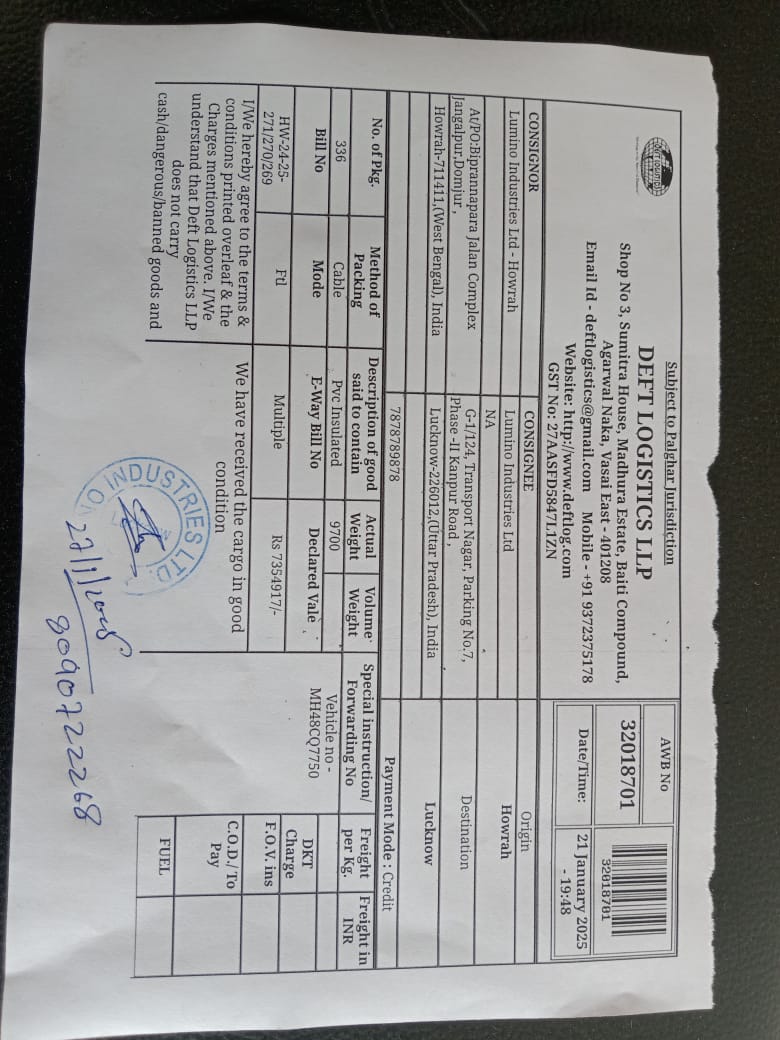 Subject to Palghar Jurisdiction
DEFT LOGISTICS LLP
Shop No 3, Sumitra House, Madhura Estate, Baiti Compound,
Agarwal Naka, Vasai East - 401208
Email Id - deftlogistics@gmail.com Mobile - +91 9372375178
Website: http://www.deftlog.com
GST No: 27AASFD5847L1ZN
AWB No
32018701
32018701
Date/Time:
21 January 2025
- 19:48
CONSIGNOR
CONSIGNEE
Origin
Lumino Industries Ltd - Howrah
Lumino Industries Ltd
Howrah
NA
At/PO:Biprannapara Jalan Complex
Jangalpur,Domjur ,
G-1/124, Transport Nagar, Parking No.7,
Phase -II Kanpur Road ,
Destination
Howrah-711411,(West Bengal), India
Lucknow-226012,(Uttar Pradesh), India
Lucknow
7878789878
Payment Mode : Credit
No. of Pkg.
Method of
Packing
Description of good
said to contain
Actual
Weight
Volume
Weight
Special instruction/
Forwarding No
Freight
per Kg.
Freight in
INR
336
Cable
Pvc Insulated
9700
Vehicle no -
MH48CQ7750
Bill No
Mode
E-Way Bill No
Declared Vale
DKT
Charge
HW-24-25-
271/270/269
Ftl
Multiple
Rs 7354917/-
F.O.V. ins
I/We hereby agree to the terms &
conditions printed overleaf & the
Charges mentioned above. I/We
understand that Deft Logistics LLP
does not carry
cash/dangerous/banned goods and
We have received the cargo in good
condition
C.O.D./ To
Pay
FUEL
NO INDUSTRIES LTD.
27/1/2025
8090722268